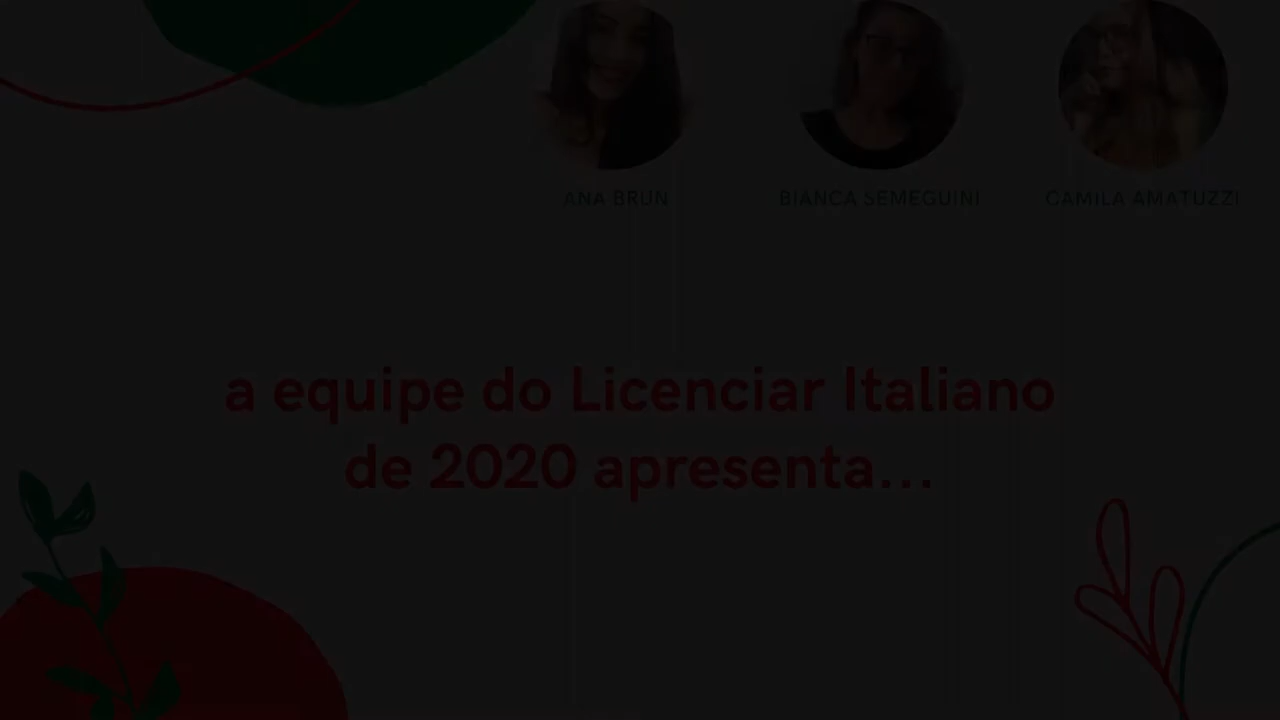 ANA BRUN
BIANCA SEMEGUINI
CAMILA AMATUZZI
a equipe do Licenciar Italiano
de 2020 apresenta...